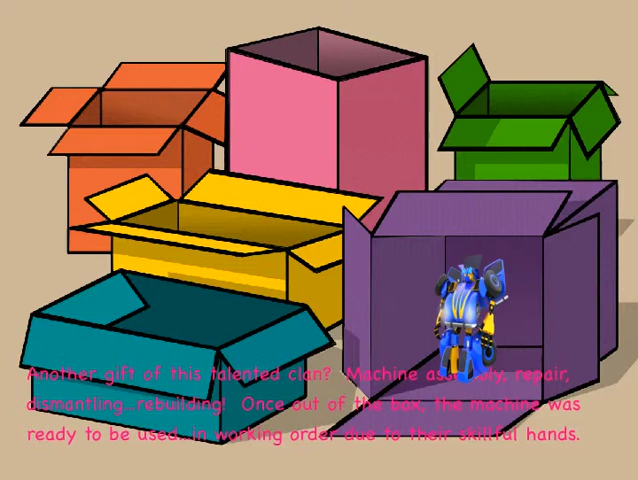 Another gift of this talented clan? Machine assembly, repair,
dismantling...rebuilding! Once out of the box, the machine was
ready to be used...in working order due to their skillful hands.